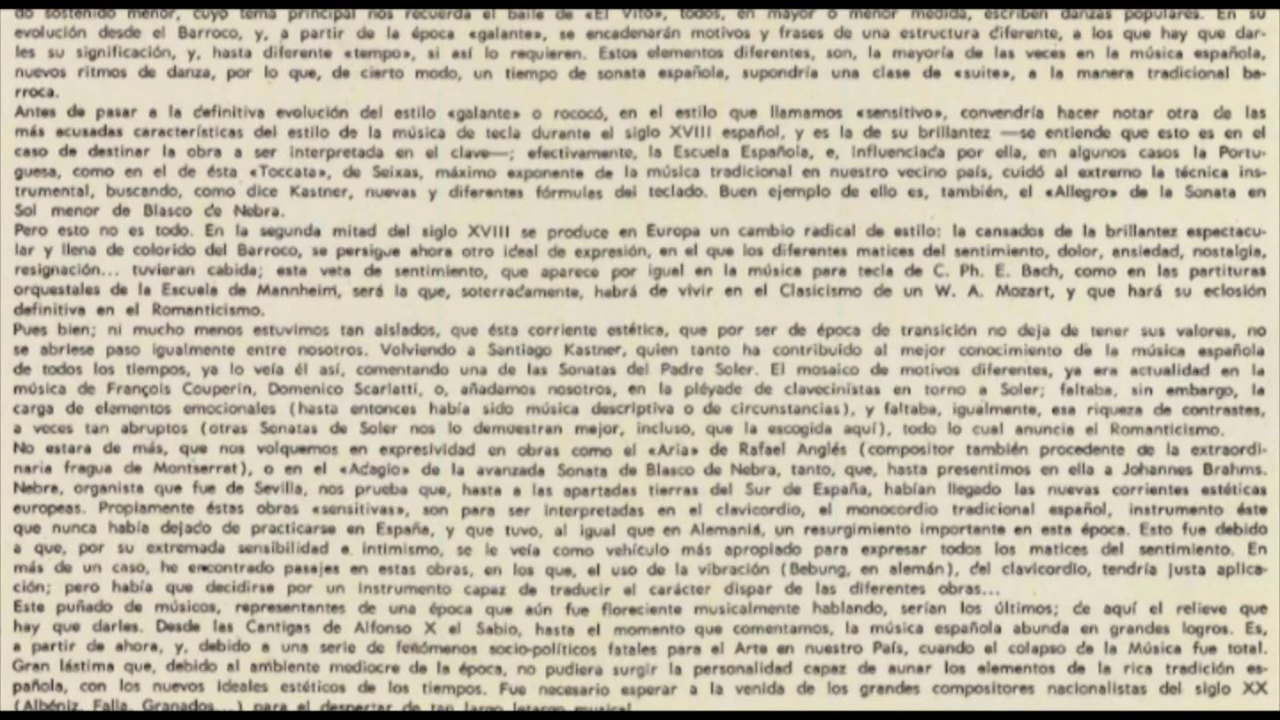 do sostenido menor, cuyo tema principal nos recuerda el baile de «El Vito», todos, en mayor o menor medida, escriben danzas populares. En su
evolución desde el Barroco, y, a partir de la época «galante», se encadenarán motivos y frases de una estructura diferente, a los que hay que dar-
les su significación, y, hasta diferente «tempo», si así lo requieren. Estos elementos diferentes, son, la mayoría de las veces en la música española,
nuevos ritmos de danza, por lo que, de cierto modo, un tiempo de sonata española, supondría una clase de «suite», a la manera tradicional ba-
rroca.
Antes de pasar a la definitiva evolución del estilo «galante» o rococó, en el estilo que llamamos «sensitivo», convendría hacer notar otra de las
más acusadas características del estilo de la música de tecla durante el siglo XVIII español, y es la de su brillantez —se entiende que esto es en el
caso de destinar la obra a ser interpretada en el clave—; efectivamente, la Escuela Española, e, influenciada por ella, en algunos casos la Portu-
guesa, como en el de ésta «Toccata», de Seixas, máximo exponente de la música tradicional en nuestro vecino país, cuidó al extremo la técnica ins-
trumental, buscando, como dice Kastner, nuevas y diferentes fórmulas del teclado. Buen ejemplo de ello es, también, el «Allegro» de la Sonata en
Sol menor de Blasco de Nebra.
Pero esto no es todo. En la segunda mitad del siglo XVIII se produce en Europa un cambio radical de estilo: la cansados de la brillantez espectacu-
lar y llena de colorido del Barroco, se persigue ahora otro ideal de expresión, en el que los diferentes matices del sentimiento, dolor, ansiedad, nostalgia,
resignación... tuvieran cabida; esta veta de sentimiento, que aparece por igual en la música para tecla de C. Ph. E. Bach, como en las partituras
orquestales de la Escuela de Mannheim, será la que, soterradamente, habrá de vivir en el Clasicismo de un W. A. Mozart, y que hará su eclosión
definitiva en el Romanticismo.
Pues bien; ni mucho menos estuvimos tan aislados, que ésta corriente estética, que por ser de época de transición no deja de tener sus valores, no
se abriese paso igualmente entre nosotros. Volviendo a Santiago Kastner, quien tanto ha contribuido al mejor conocimiento de la música española
de todos los tiempos, ya lo veía él así, comentando una de las Sonatas del Padre Soler. El mosaico de motivos diferentes, ya era actualidad en la
música de François Couperin, Domenico Scarlatti, o, añadamos nosotros, en la pléyade de clavecinistas en torno a Soler; faltaba, sin embargo, la
carga de elementos emocionales (hasta entonces había sido música descriptiva o de circunstancias), y faltaba, igualmente, esa riqueza de contrastes,
a veces tan abruptos (otras Sonatas de Soler nos lo demuestran mejor, incluso, que la escogida aquí), todo lo cual anuncia el Romanticismo.
No estara de más, que nos volquemos en expresividad en obras como el «Aria» de Rafael Anglés (compositor también procedente de la extraordi-
naria fragua de Montserrat), o en el «Adagio» de la avanzada Sonata de Blasco de Nebra, tanto, que, hasta presentimos en ella a Johannes Brahms.
Nebra, organista que fue de Sevilla, nos prueba que, hasta a las apartadas tierras del Sur de España, habían llegado las nuevas corrientes estéticas
europeas. Propiamente éstas obras «sensitivas», son para ser interpretadas en el clavicordio, el monocordio tradicional español, instrumento éste
que nunca había dejado de practicarse en España, y que tuvo, al igual que en Alemania, un resurgimiento importante en esta época. Esto fue debido
a que, por su extremada sensibilidad e intimismo, se le veía como vehículo más apropiado para expresar todos los matices del sentimiento. En
más de un caso, he encontrado pasajes en estas obras, en los que, el uso de la vibración (Bebung, en alemán), del clavicordio, tendría justa aplica-
ción; pero había que decidirse por un instrumento capaz de traducir el carácter dispar de las diferentes obras...
Este puñado de músicos, representantes de una época que aún fue floreciente musicalmente hablando, serían los últimos; de aquí el relieve que
hay que darles. Desde las Cantigas de Alfonso X el Sabio, hasta el momento que comentamos, la música española abunda en grandes logros. Es,
a partir de ahora, y, debido a una serie de feñómenos socio-políticos fatales para el Arte en nuestro País, cuando el colapso de la Música fue total.
Gran lástima que, debido al ambiente mediocre de la época, no pudiera surgir la personalidad capaz de aunar los elementos de la rica tradición es-
pañola, con los nuevos ideales estéticos de los tiempos. Fue necesario esperar a la venida de los grandes compositores nacionalistas del siglo XX
(Albéniz, Falla, Granados...) para el despertar de tan largo letargo musical.